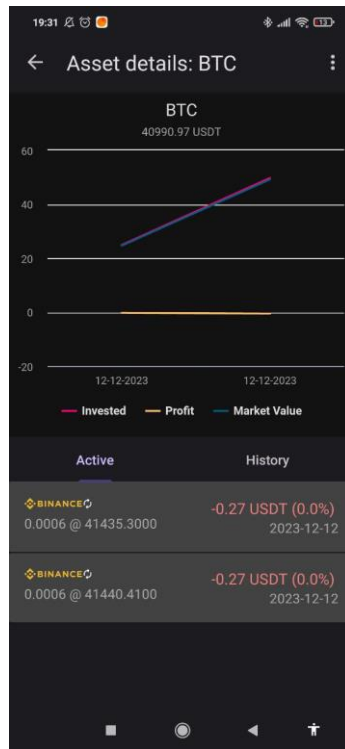 19:31
13
Asset details: BTC
BTC
40990.97 USDT
60
40
20
0
-20
12-12-2023 12-12-2023
Invested Profit Market Value
Active History
BINANCE
-0.27 USDT (0.0%)
0.0006 @ 41435.3000
2023-12-12
BINANCE
-0.27 USDT (0.0%)
0.0006 @ 41440.4100
2023-12-12